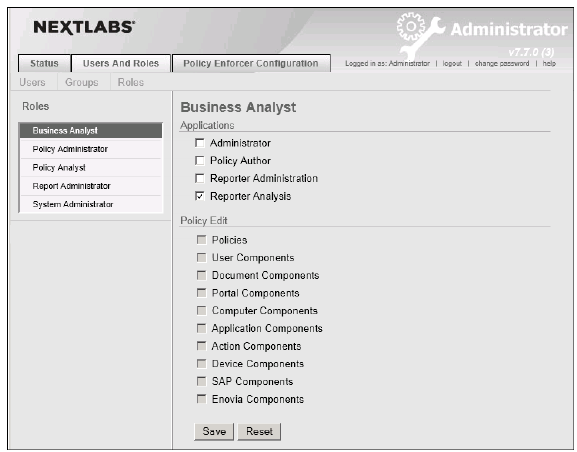 NEXTLABS®
Administrator
v7.7.0 (3)
Status
Users And Roles
Policy Enforcer Configuration
Logged in as: Administrator | logout | change password | help
Users
Groups
Roles
Roles
Business Analyst
Policy Administrator
Policy Analyst
Report Administrator
System Administrator
Business Analyst
Applications
Administrator
Policy Author
Reporter Administration
Reporter Analysis
Policy Edit
Policies
User Components
Document Components
Portal Components
Computer Components
Application Components
Action Components
Device Components
SAP Components
Enovia Components
Save
Reset